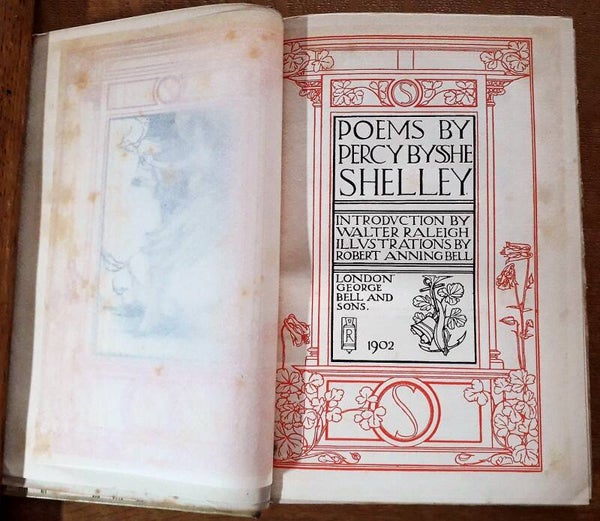 S
POEMS BY
PERCY BYSSHE
SHELLEY
INTRODVCTION BY
WALTER RALEIGH
ILLVSTRATIONS BY
ROBERT ANNING BELL
LONDON
GEORGE
BELL AND
SONS.
R
1902
S